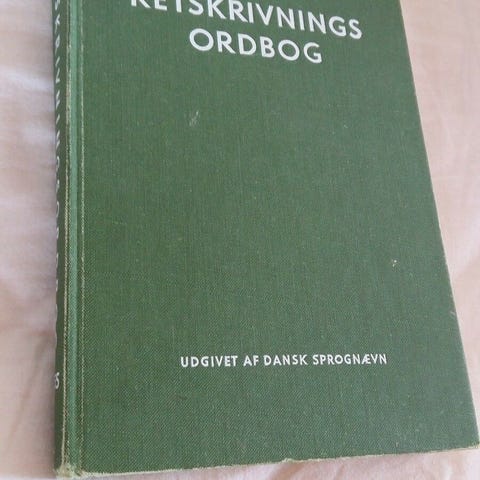 RETSKRIVNINGS
ORDBOG
UDGIVET AF DANSK SPROGNÆVN